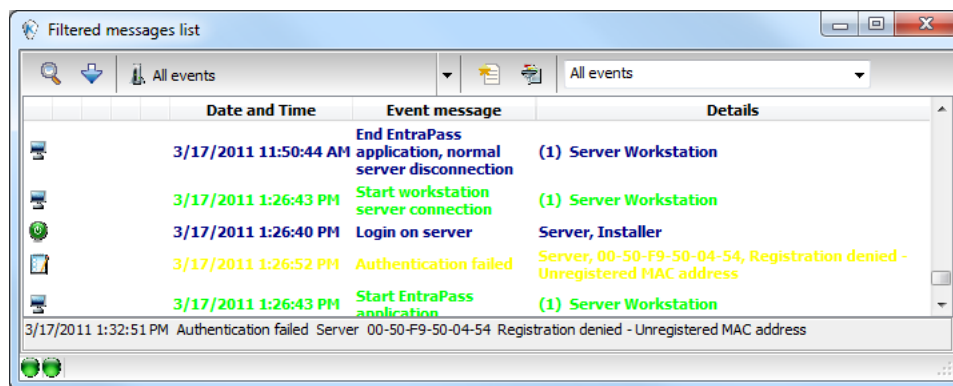 Filtered messages list
All events All events
Date and Time Event message Details
End EntraPass
3/17/2011 11:50:44 AM application, normal (1) Server Workstation
server disconnection
Start workstation
3/17/2011 1:26:43 PM server connection (1) Server Workstation
3/17/2011 1:26:40 PM Login on server Server, Installer
Server, 00-50-F9-50-04-54, Registration denied -
3/17/2011 1:26:52 PM Authentication failed
Unregistered MAC address
Start EntraPass
3/17/2011 1:26:43 PM application (1) Server Workstation
3/17/2011 1:32:51 PM Authentication failed Server 00-50-F9-50-04-54 Registration denied - Unregistered MAC address